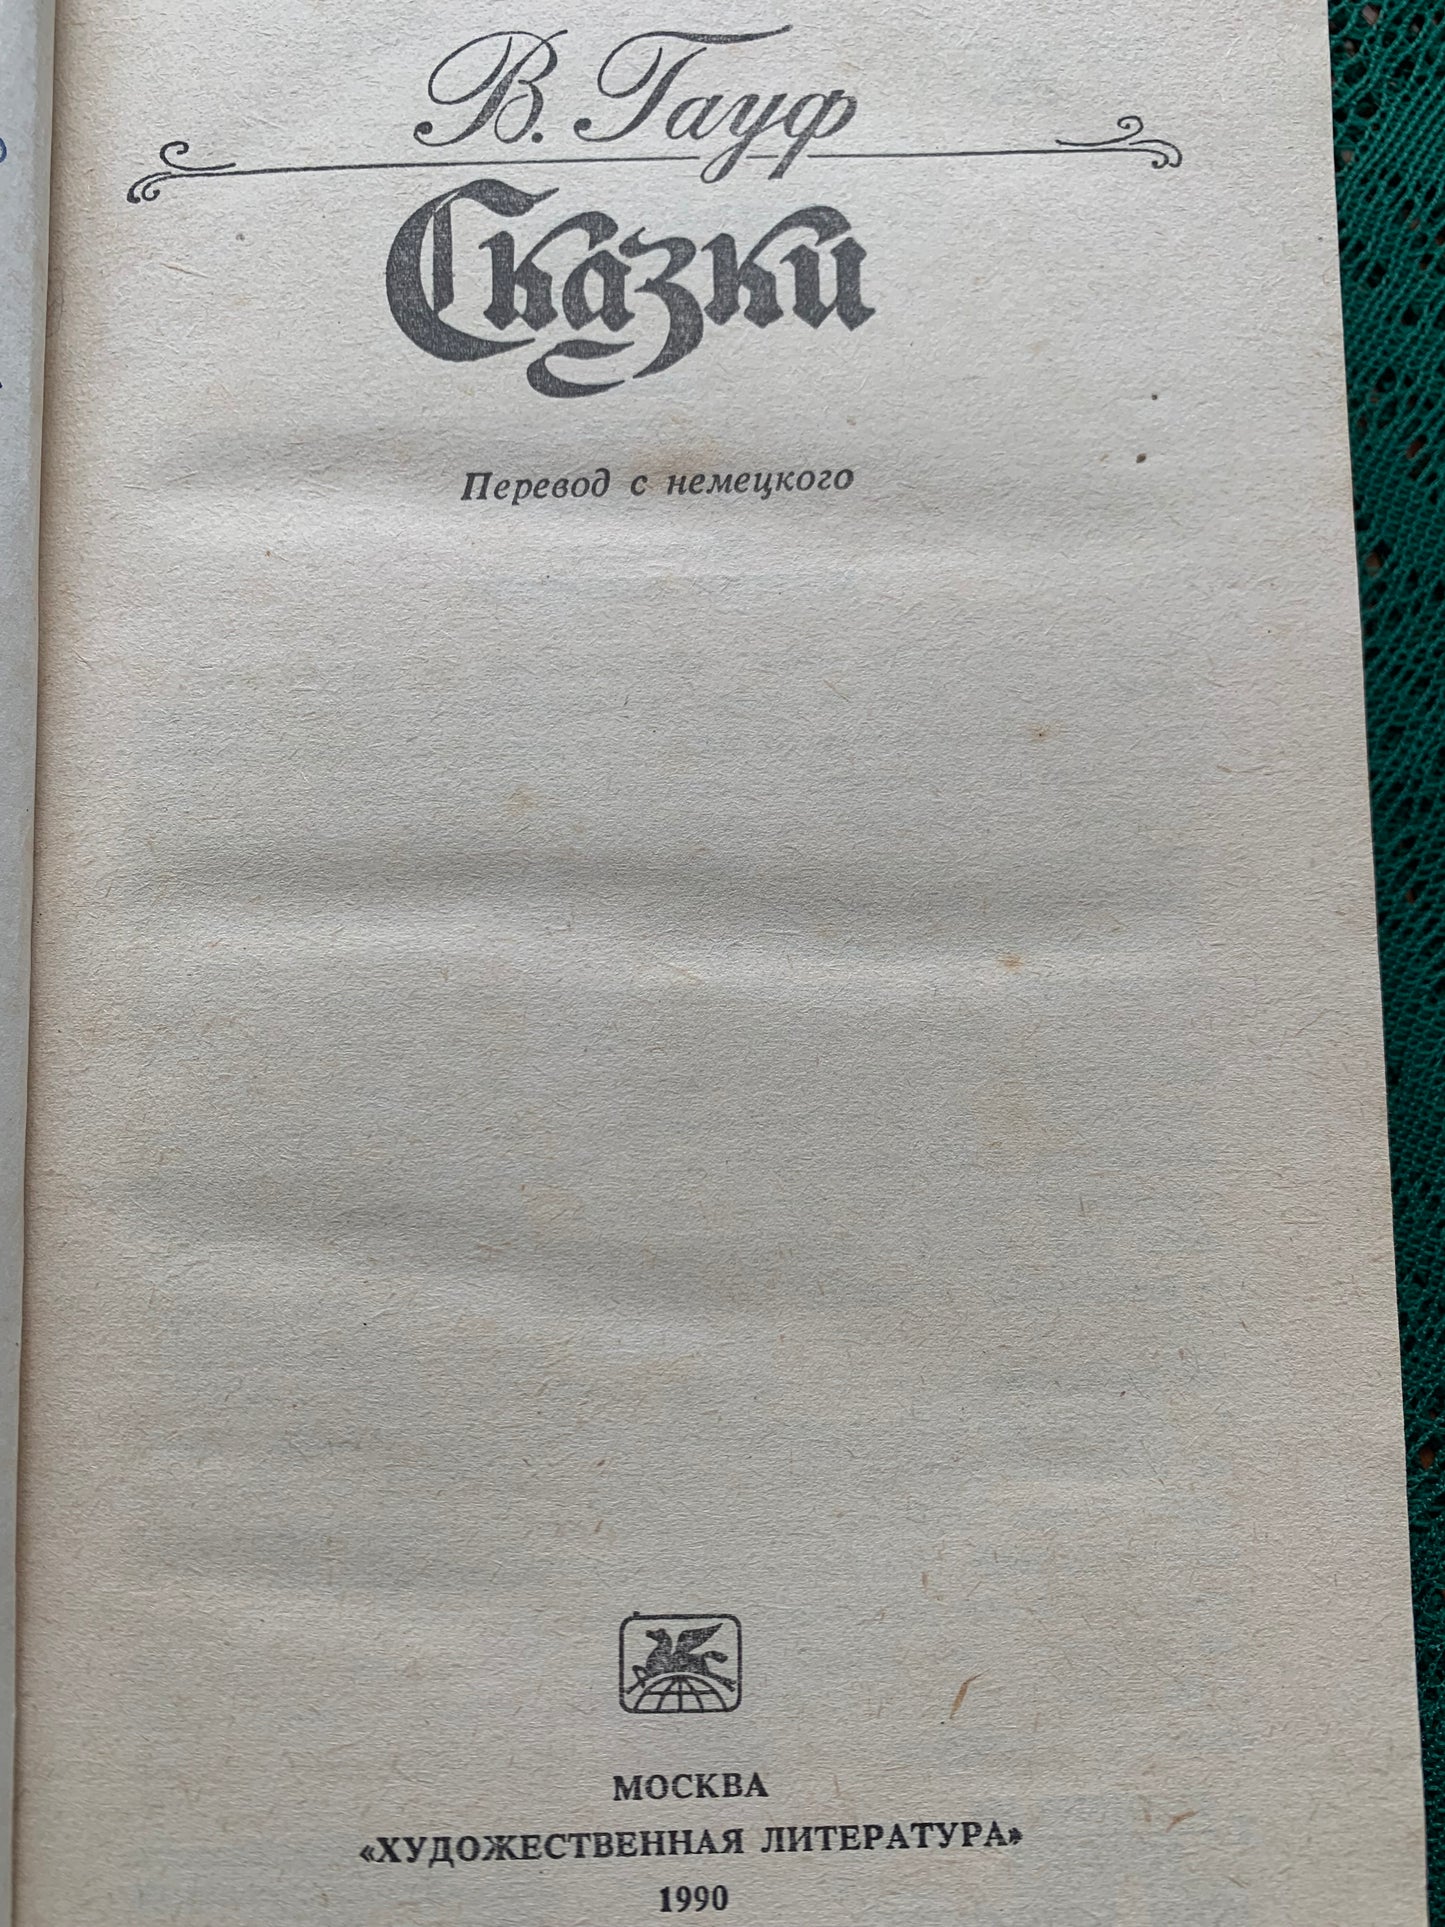 В. Гауф
Сказки
Перевод с немецкого
МОСКВА
«ХУДОЖЕСТВЕННАЯ ЛИТЕРАТУРА»
1990